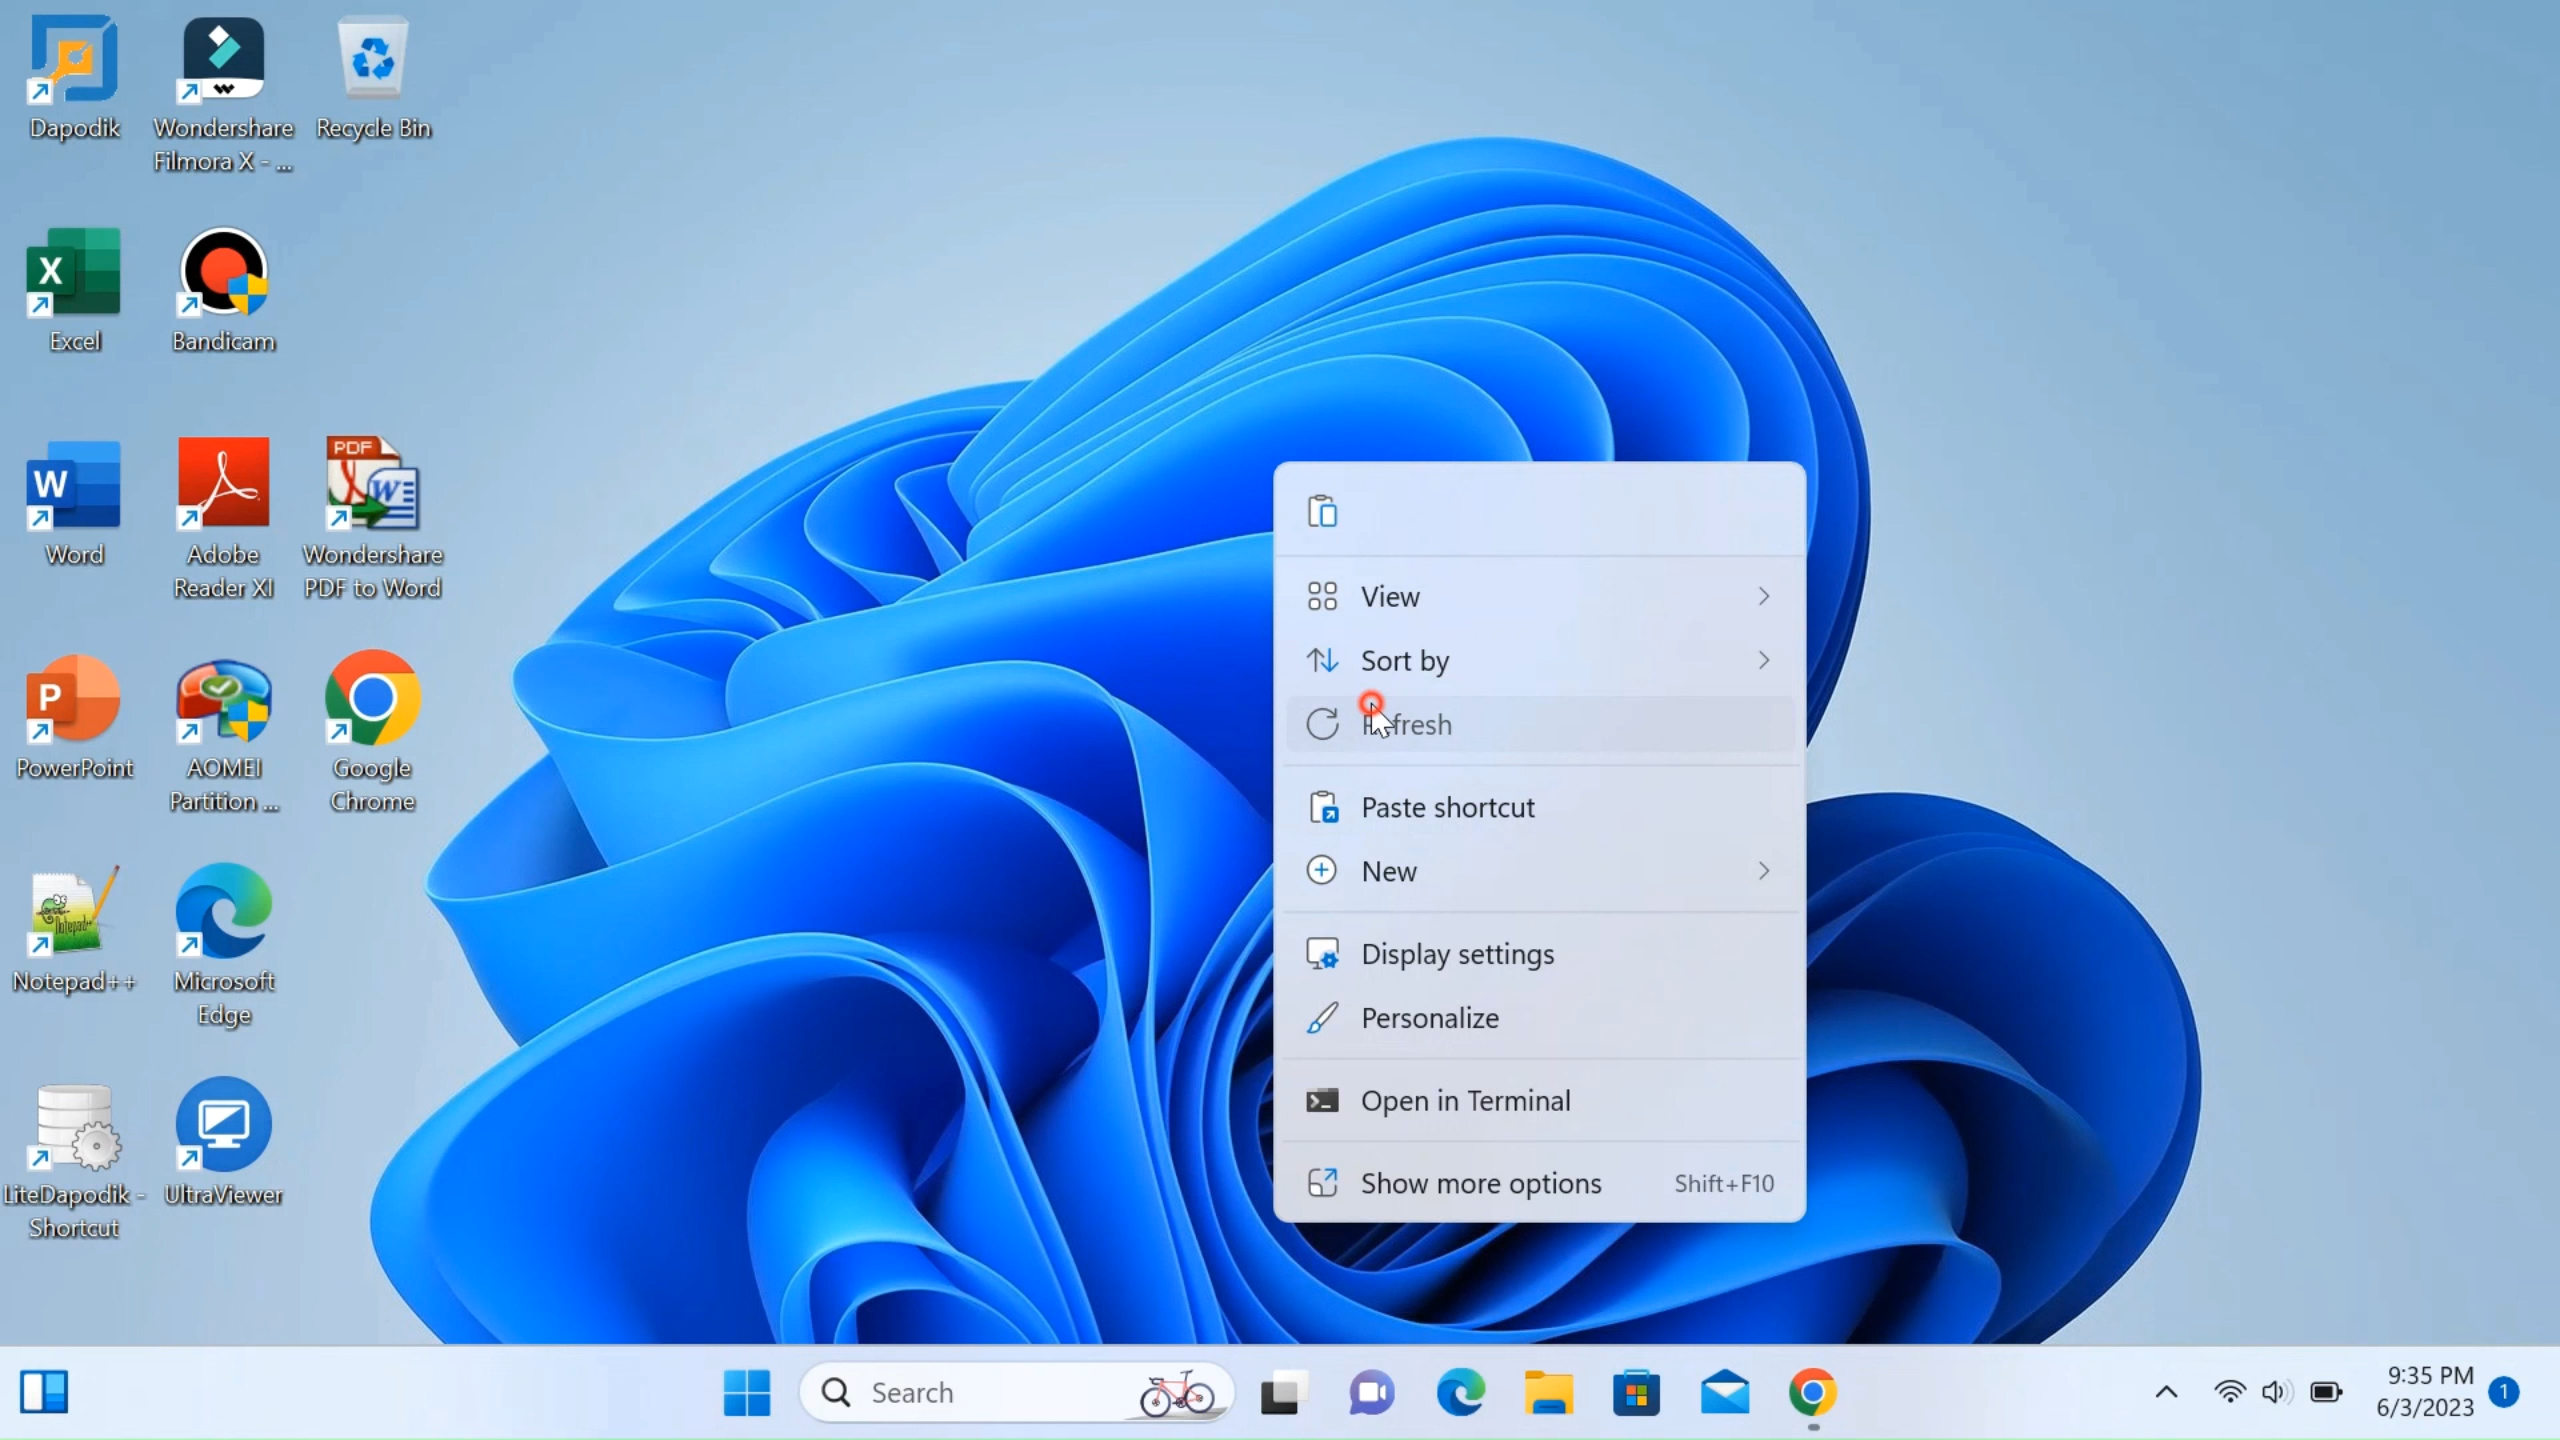 Dapodik
Wondershare
Filmora X - ...
Recycle Bin
Excel
Bandicam
Word
Adobe
Reader XI
PDF
Wondershare
PDF to Word
PowerPoint
AOMEI
Partition ...
Google
Chrome
Notepad++
Microsoft
Edge
LiteDapodik -
Shortcut
UltraViewer
View
Sort by
Paste shortcut
New
Display settings
Personalize
Open in Terminal
Show more options Shift+F10
Search
9:35 PM
6/3/2023
1